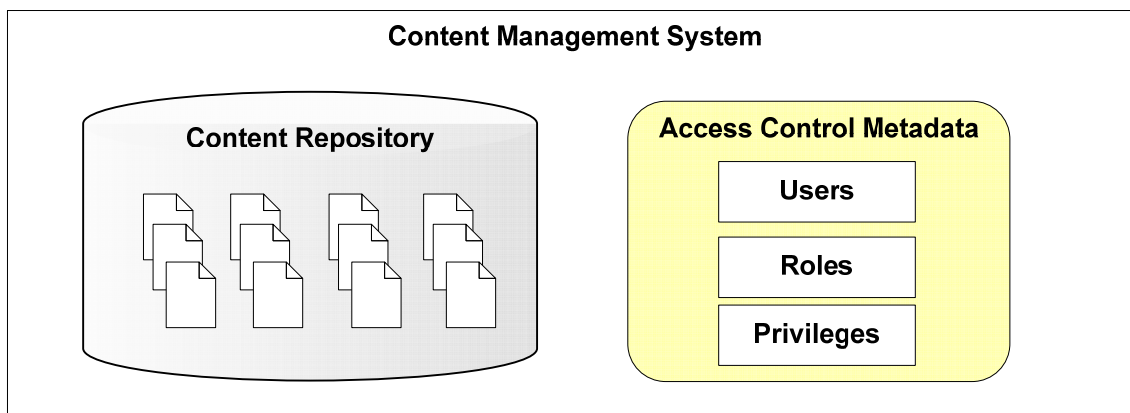 Content Management System
Content Repository
Access Control Metadata
Users
Roles
Privileges